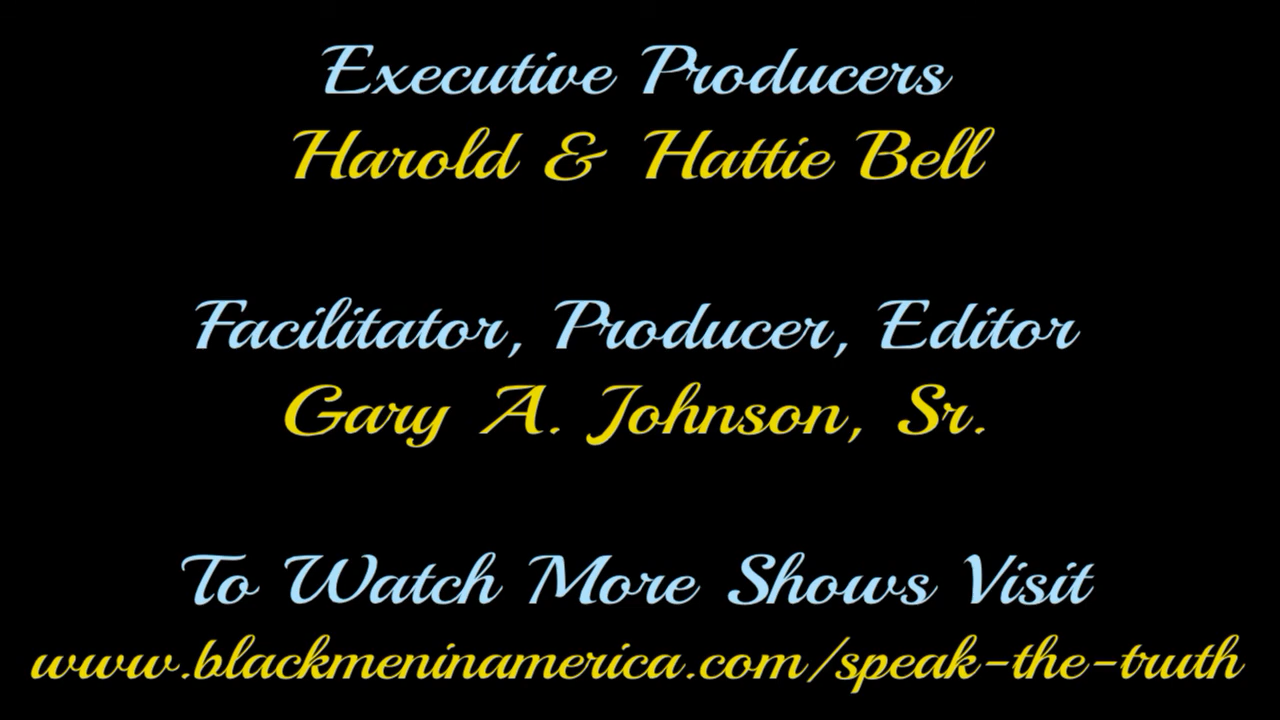 Executive Producers
Harold & Hattie Bell
Facilitator, Producer, Editor
Gary A. Johnson, Sr.
To Watch More Shows Visit
www.blackmeninamerica.com/speak-the-truth